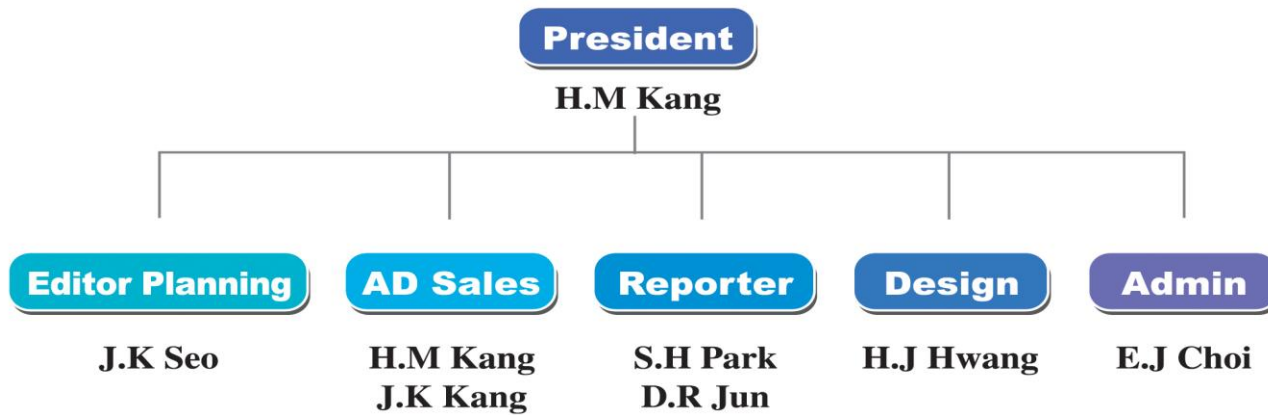 President
H.M Kang
Editor Planning
AD Sales
Reporter
Design
Admin
J.K Seo
H.M Kang
J.K Kang
S.H Park
D.R Jun
H.J Hwang
E.J Choi